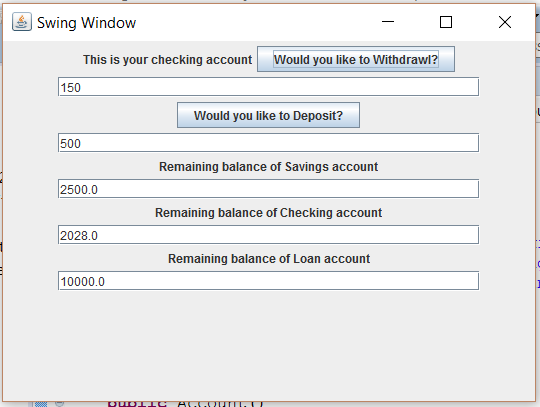 Swing Window
This is your checking account Would you like to Withdrawl?
150
Would you like to Deposit?
500
Remaining balance of Savings account
2500.0
Remaining balance of Checking account
2028.0
Remaining balance of Loan account
10000.0
public Account()